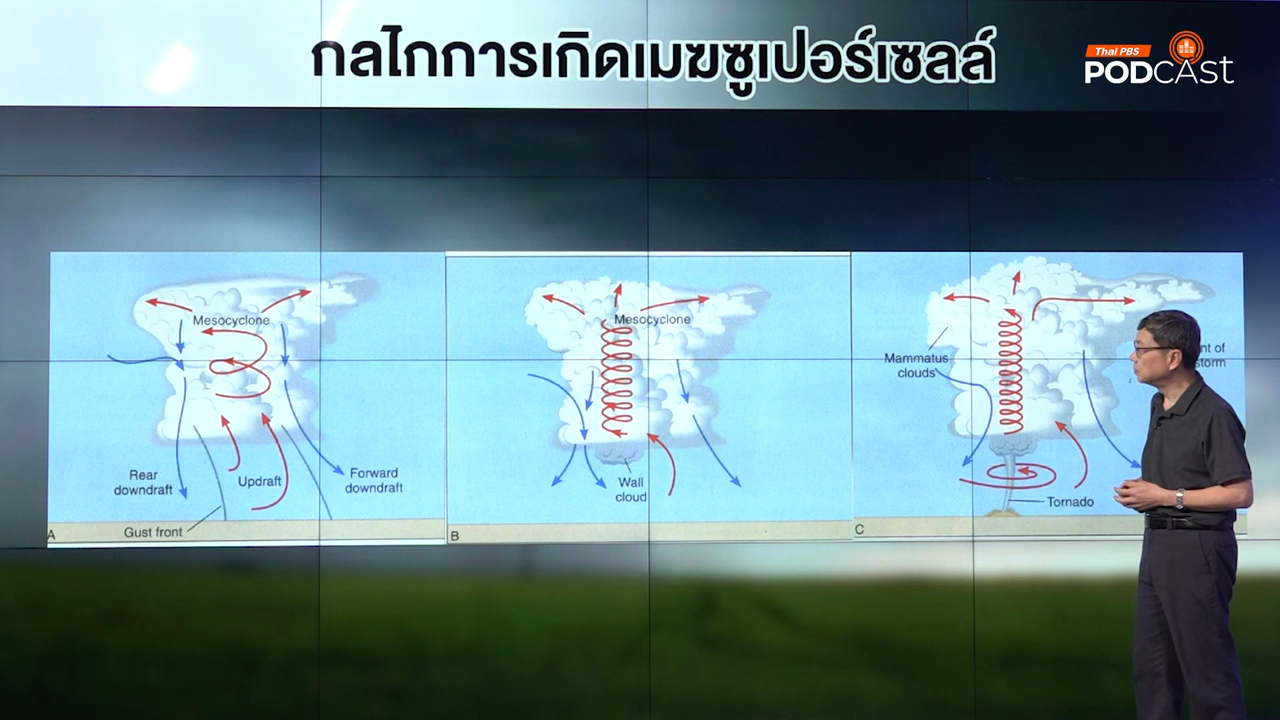 กลไกการเกิดเมฆซูเปอร์เซลล์
Thai PBS
PODCAST
Mesocyclone
Rear
downdraft
Updraft
Forward
downdraft
Gust front
A
Mesocyclone
Wall
cloud
B
Mammatus
clouds
Tornado
C